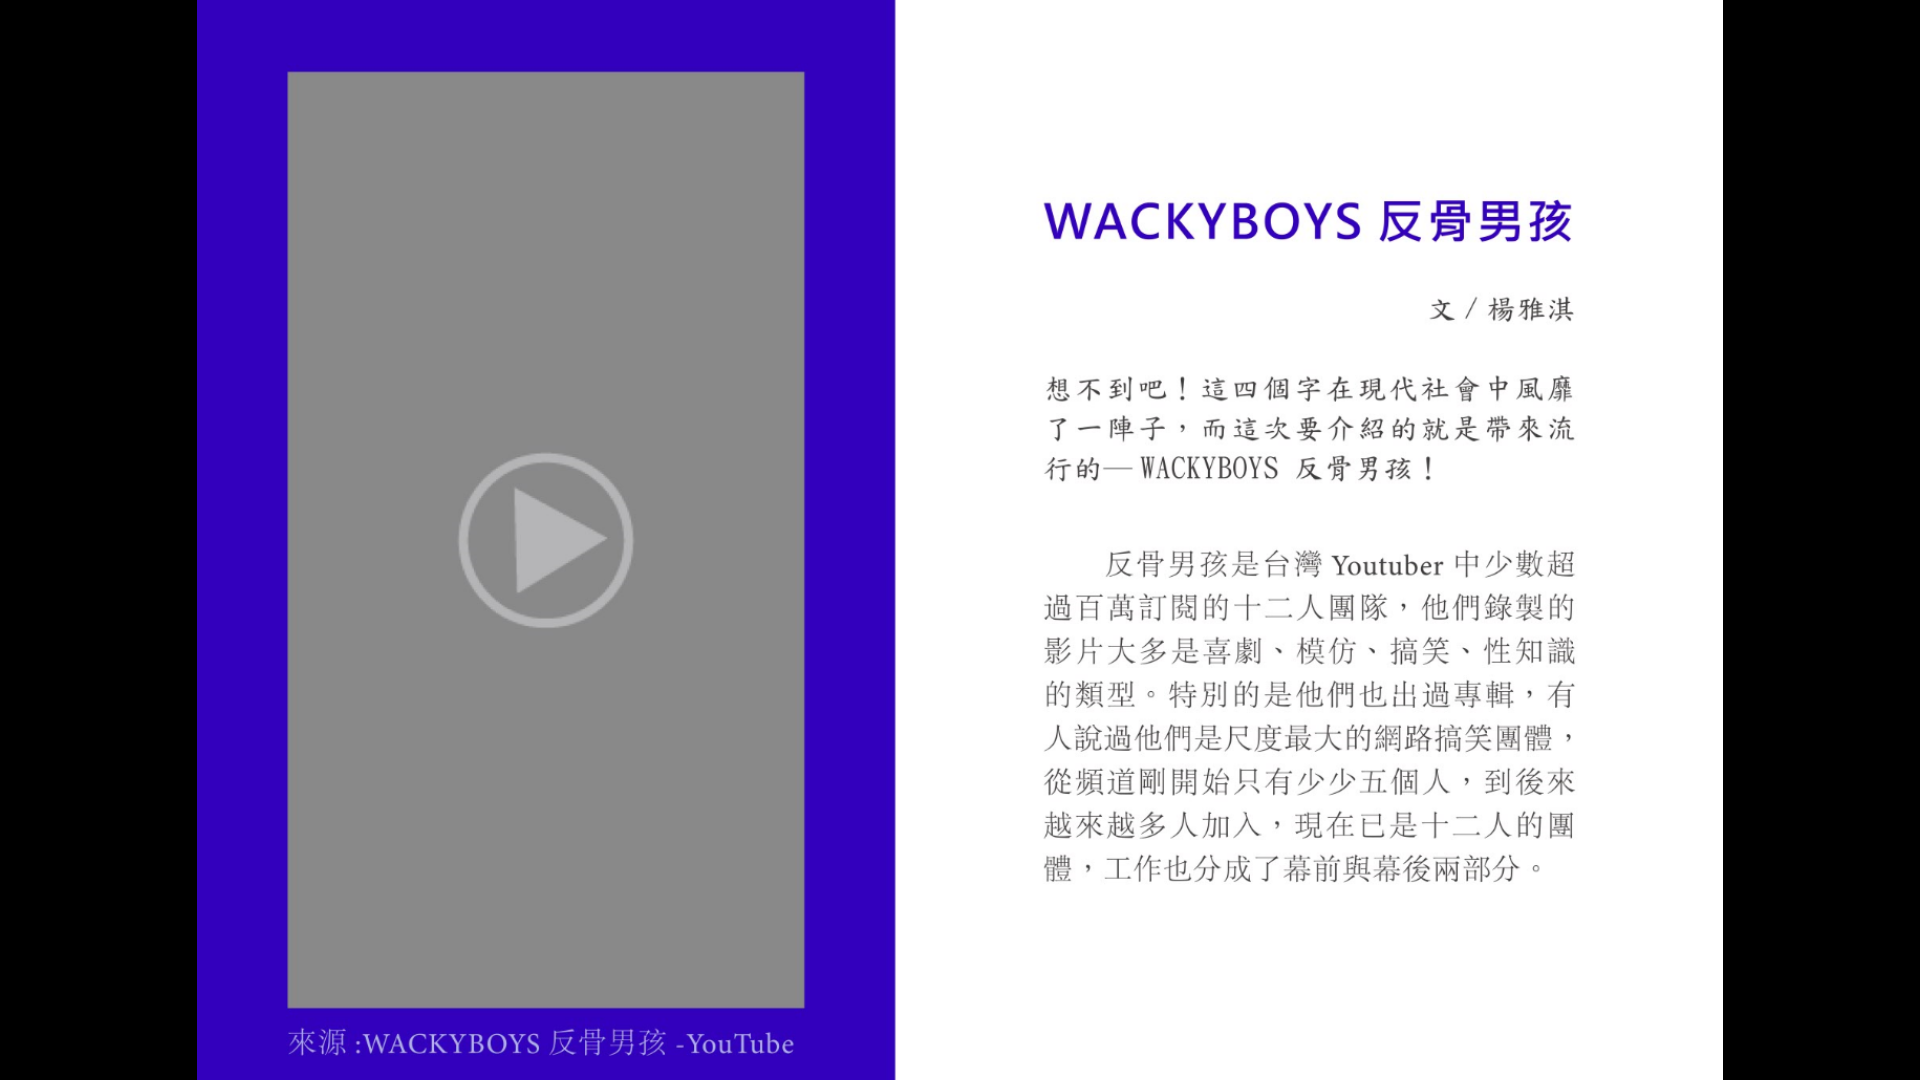 WACKYBOYS 反骨男孩
文 / 楊雅淇
想不到吧！這四個字在現代社會中風靡
了一陣子，而這次要介紹的就是帶來流
行的— WACKYBOYS 反骨男孩！
反骨男孩是台灣 Youtuber 中少數超
過百萬訂閱的十二人團隊，他們錄製的
影片大多是喜劇、模仿、搞笑、性知識
的類型。特別的是他們也出過專輯，有
人說過他們是尺度最大的網路搞笑團體，
從頻道剛開始只有少少五個人，到後來
越來越多人加入，現在已是十二人的團
體，工作也分成了幕前與幕後兩部分。
來源 :WACKYBOYS 反骨男孩 -YouTube